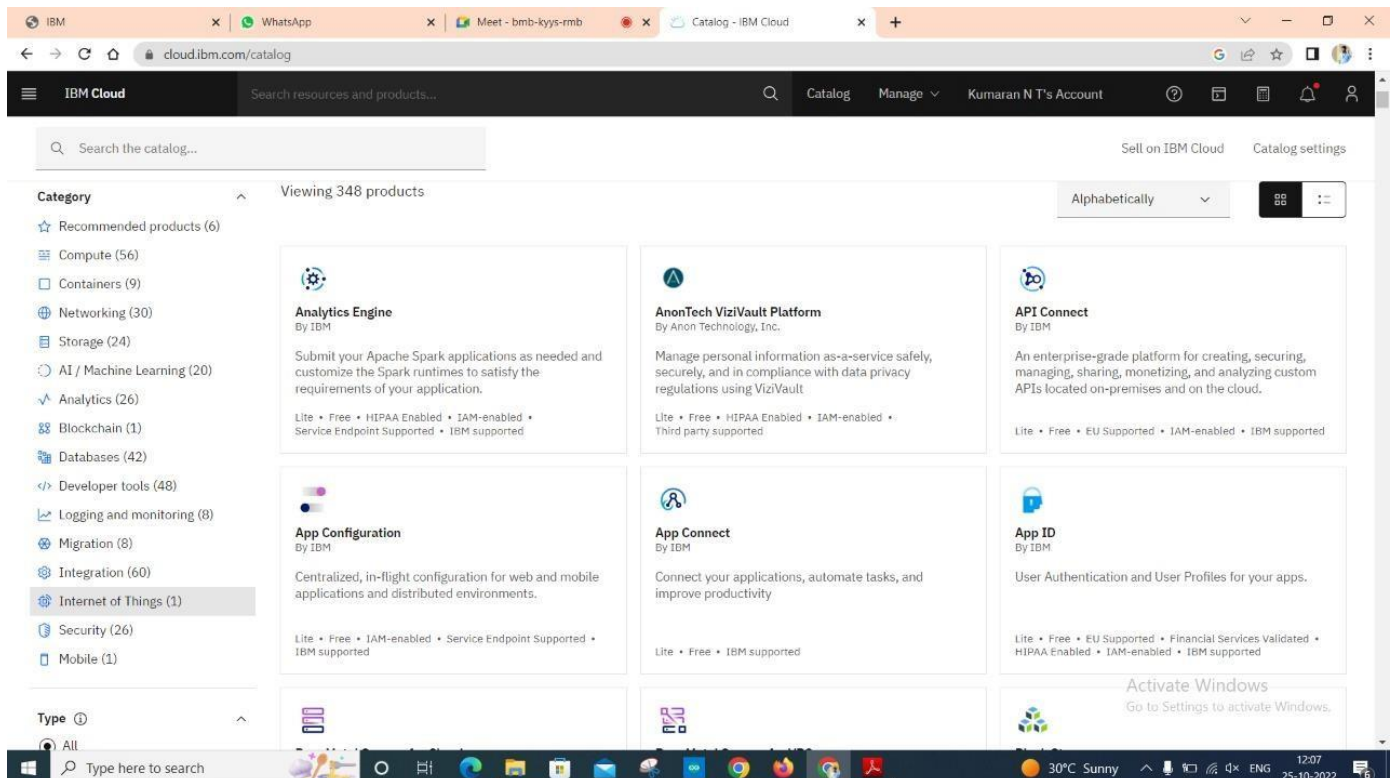 IBM
WhatsApp
Meet - bmb-kyys-rmb
Catalog - IBM Cloud
cloud.ibm.com/catalog
IBM Cloud
Search resources and products...
Catalog
Manage
Kumaran N T's Account
Search the catalog...
Sell on IBM Cloud
Catalog settings
Category
Recommended products (6)
Compute (56)
Containers (9)
Networking (30)
Storage (24)
AI / Machine Learning (20)
Analytics (26)
Blockchain (1)
Databases (42)
Developer tools (48)
Logging and monitoring (8)
Migration (8)
Integration (60)
Internet of Things (1)
Security (26)
Mobile (1)
Type
All
Viewing 348 products
Alphabetically
Analytics Engine
By IBM
Submit your Apache Spark applications as needed and
customize the Spark runtimes to satisfy the
requirements of your application.
Lite • Free • HIPAA Enabled • IAM-enabled •
Service Endpoint Supported • IBM supported
AnonTech ViziVault Platform
By Anon Technology, Inc.
Manage personal information as-a-service safely,
securely, and in compliance with data privacy
regulations using ViziVault
Lite • Free • HIPAA Enabled • IAM-enabled •
Third party supported
API Connect
By IBM
An enterprise-grade platform for creating, securing,
managing, sharing, monetizing, and analyzing custom
APIs located on-premises and on the cloud.
Lite • Free • EU Supported • IAM-enabled • IBM supported
App Configuration
By IBM
Centralized, in-flight configuration for web and mobile
applications and distributed environments.
Lite • Free • IAM-enabled • Service Endpoint Supported •
IBM supported
App Connect
By IBM
Connect your applications, automate tasks, and
improve productivity
Lite • Free • IBM supported
App ID
By IBM
User Authentication and User Profiles for your apps.
Lite • Free • EU Supported • Financial Services Validated •
HIPAA Enabled • IAM-enabled • IBM supported
Activate Windows
Go to Settings to activate Windows.
Type here to search
30°C Sunny
ENG
12:07
25-10-2022